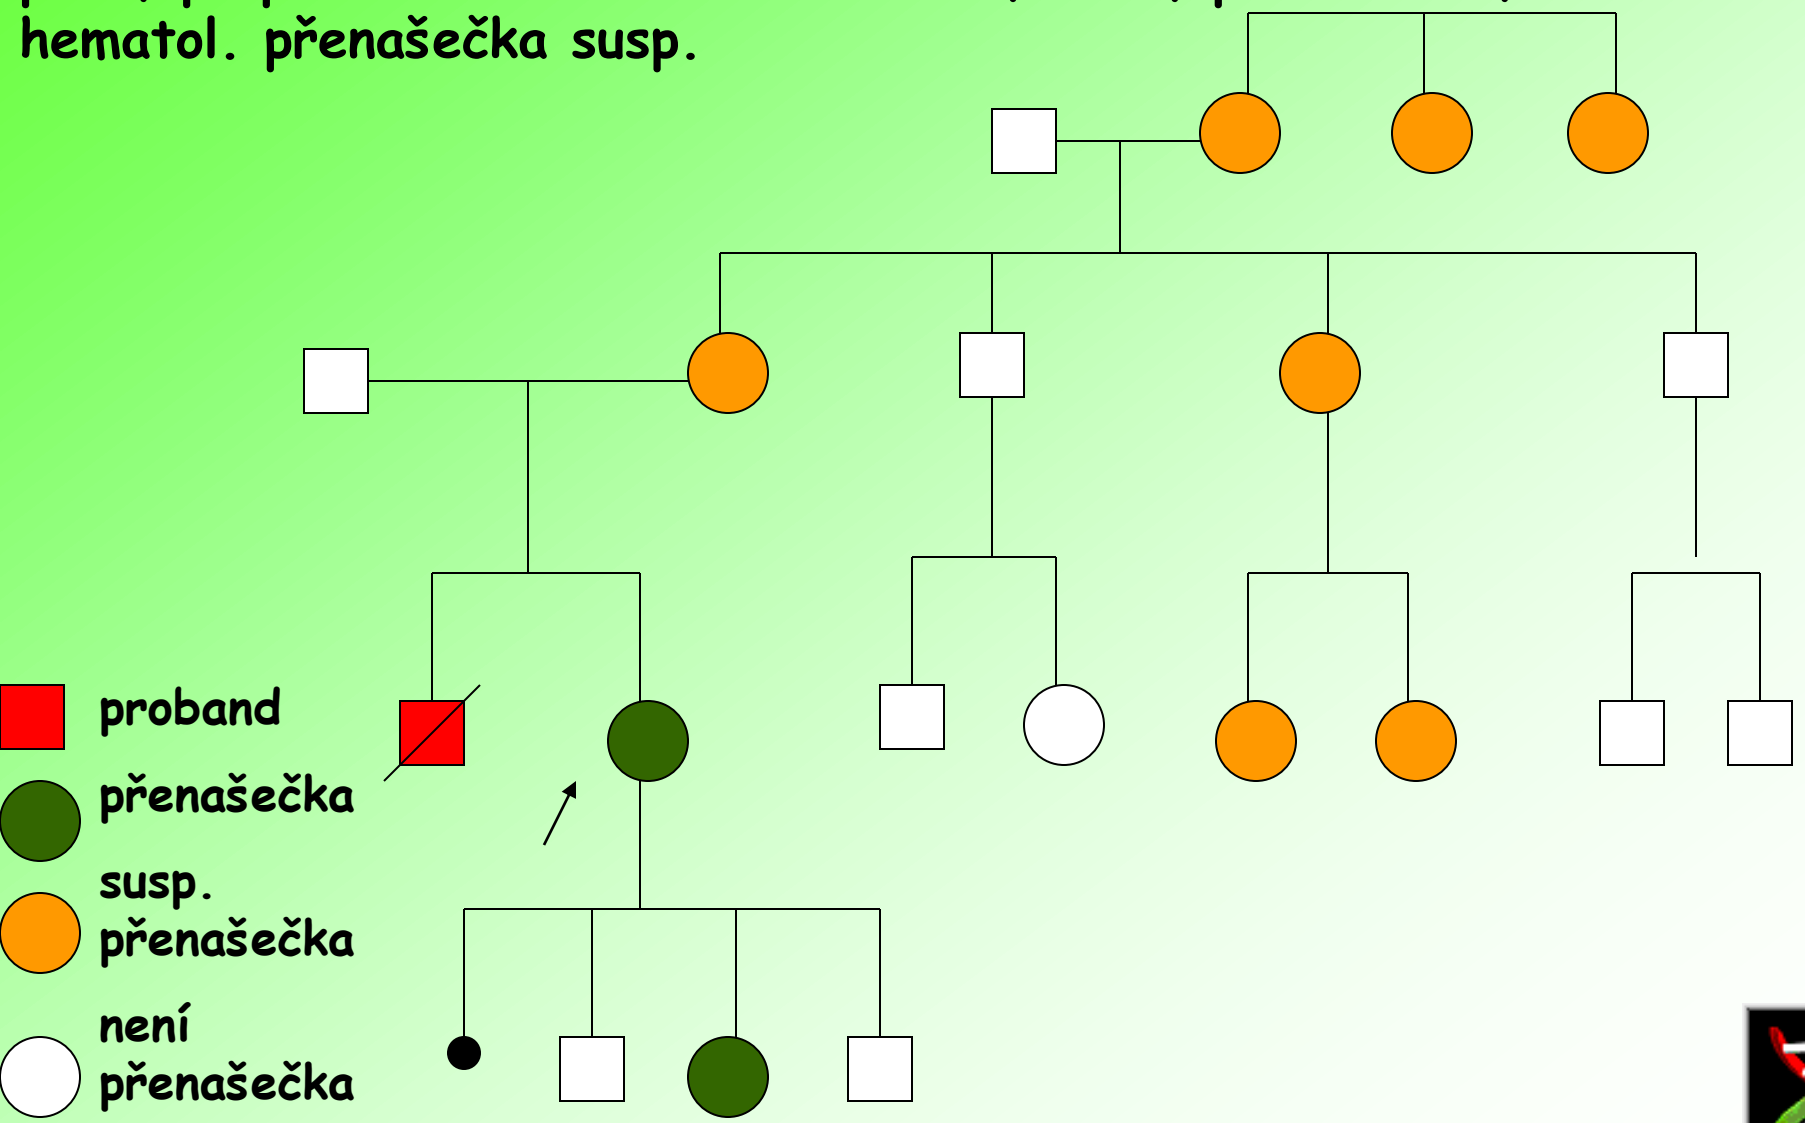 hematol. přenašečka susp.
proband
přenašečka
susp.
přenašečka
není
přenašečka